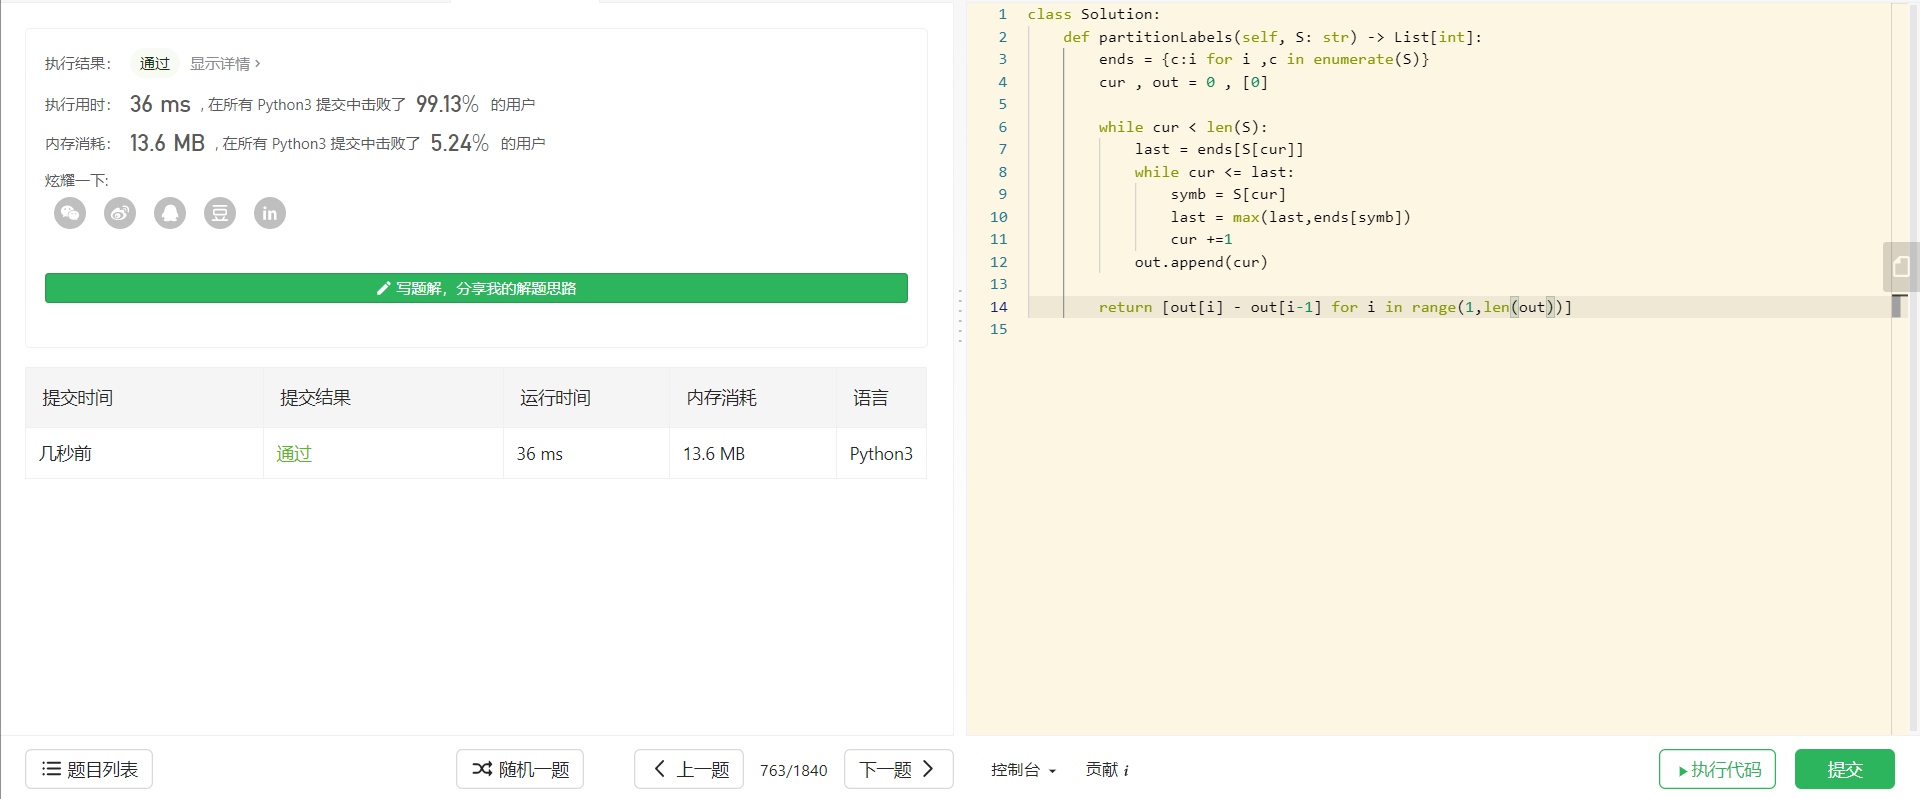 执行结果： 通过 显示详情 ›
执行用时： 36 ms , 在所有 Python3 提交中击败了 99.13% 的用户
内存消耗： 13.6 MB , 在所有 Python3 提交中击败了 5.24% 的用户
炫耀一下:
豆 in
写题解，分享我的解题思路
提交时间 提交结果 运行时间 内存消耗 语言
几秒前 通过 36 ms 13.6 MB Python3
1 class Solution:
2     def partitionLabels(self, S: str) -> List[int]:
3         ends = {c:i for i ,c in enumerate(S)}
4         cur , out = 0 , [0]
5
6         while cur < len(S):
7             last = ends[S[cur]]
8             while cur <= last:
9                 symb = S[cur]
10                 last = max(last,ends[symb])
11                 cur +=1
12             out.append(cur)
13
14         return [out[i] - out[i-1] for i in range(1,len(out))]
15
题目列表 随机一题 上一题 763/1840 下一题 控制台 贡献 i 执行代码 提交